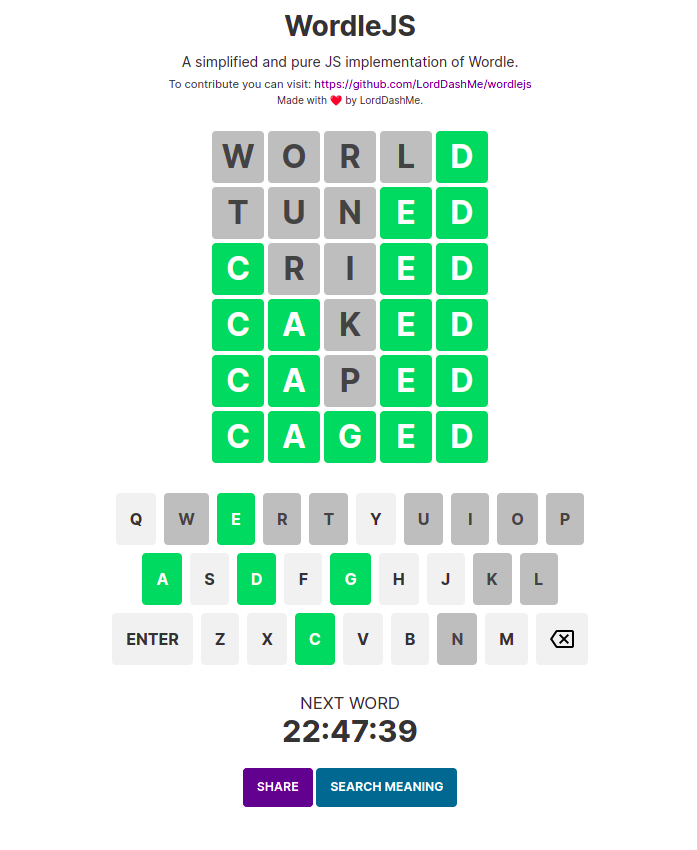 WordleJS
A simplified and pure JS implementation of Wordle.
To contribute you can visit: https://github.com/LordDashMe/wordlejs
Made with ❤️ by LordDashMe.
W O R L D
T U N E D
C R I E D
C A K E D
C A P E D
C A G E D
Q W E R T Y U I O P
A S D F G H J K L
ENTER Z X C V B N M
NEXT WORD
22:47:39
SHARE SEARCH MEANING